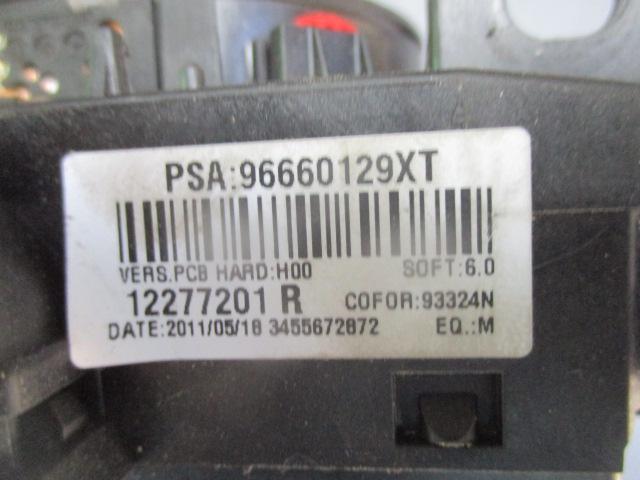 PSA:96660129XT
VERS.PCB HARD:H00 SOFT:6.0
12277201 R COFOR:93324N
DATE:2011/05/18 3455672872 EQ.:M